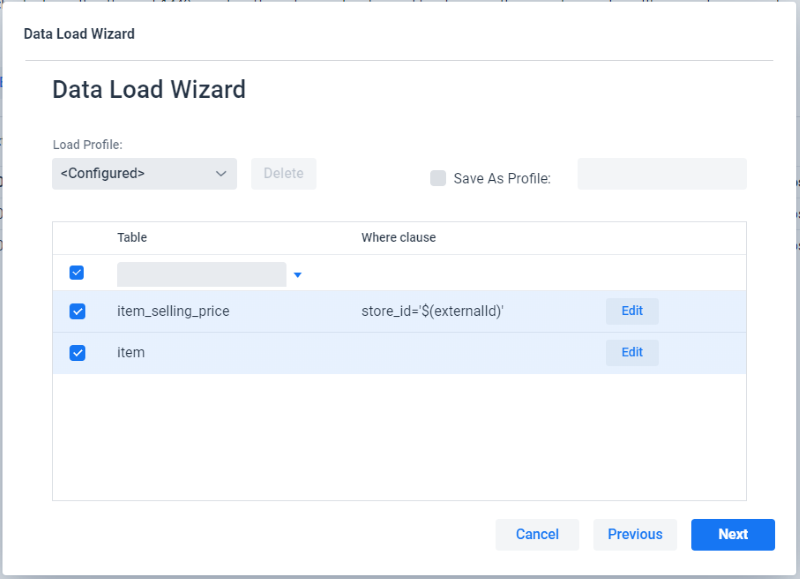 Data Load Wizard
Data Load Wizard
Load Profile:
<Configured> Delete Save As Profile:
Table Where clause
item_selling_price store_id='$(externalId)' Edit
item Edit
Cancel Previous Next